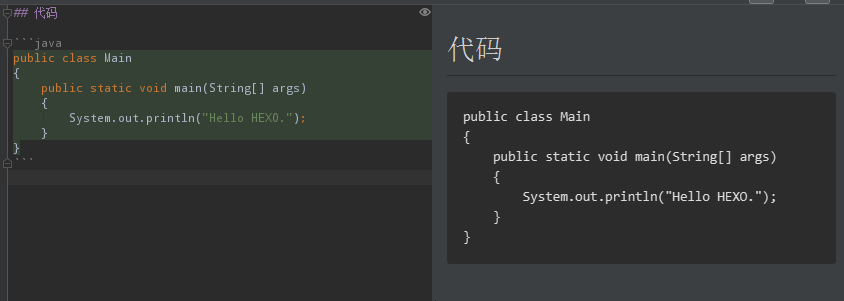 ## 代码
```java
public class Main
{
    public static void main(String[] args)
    {
        System.out.println("Hello HEXO.");
    }
}
```
代码
public class Main
{
    public static void main(String[] args)
    {
        System.out.println("Hello HEXO.");
    }
}